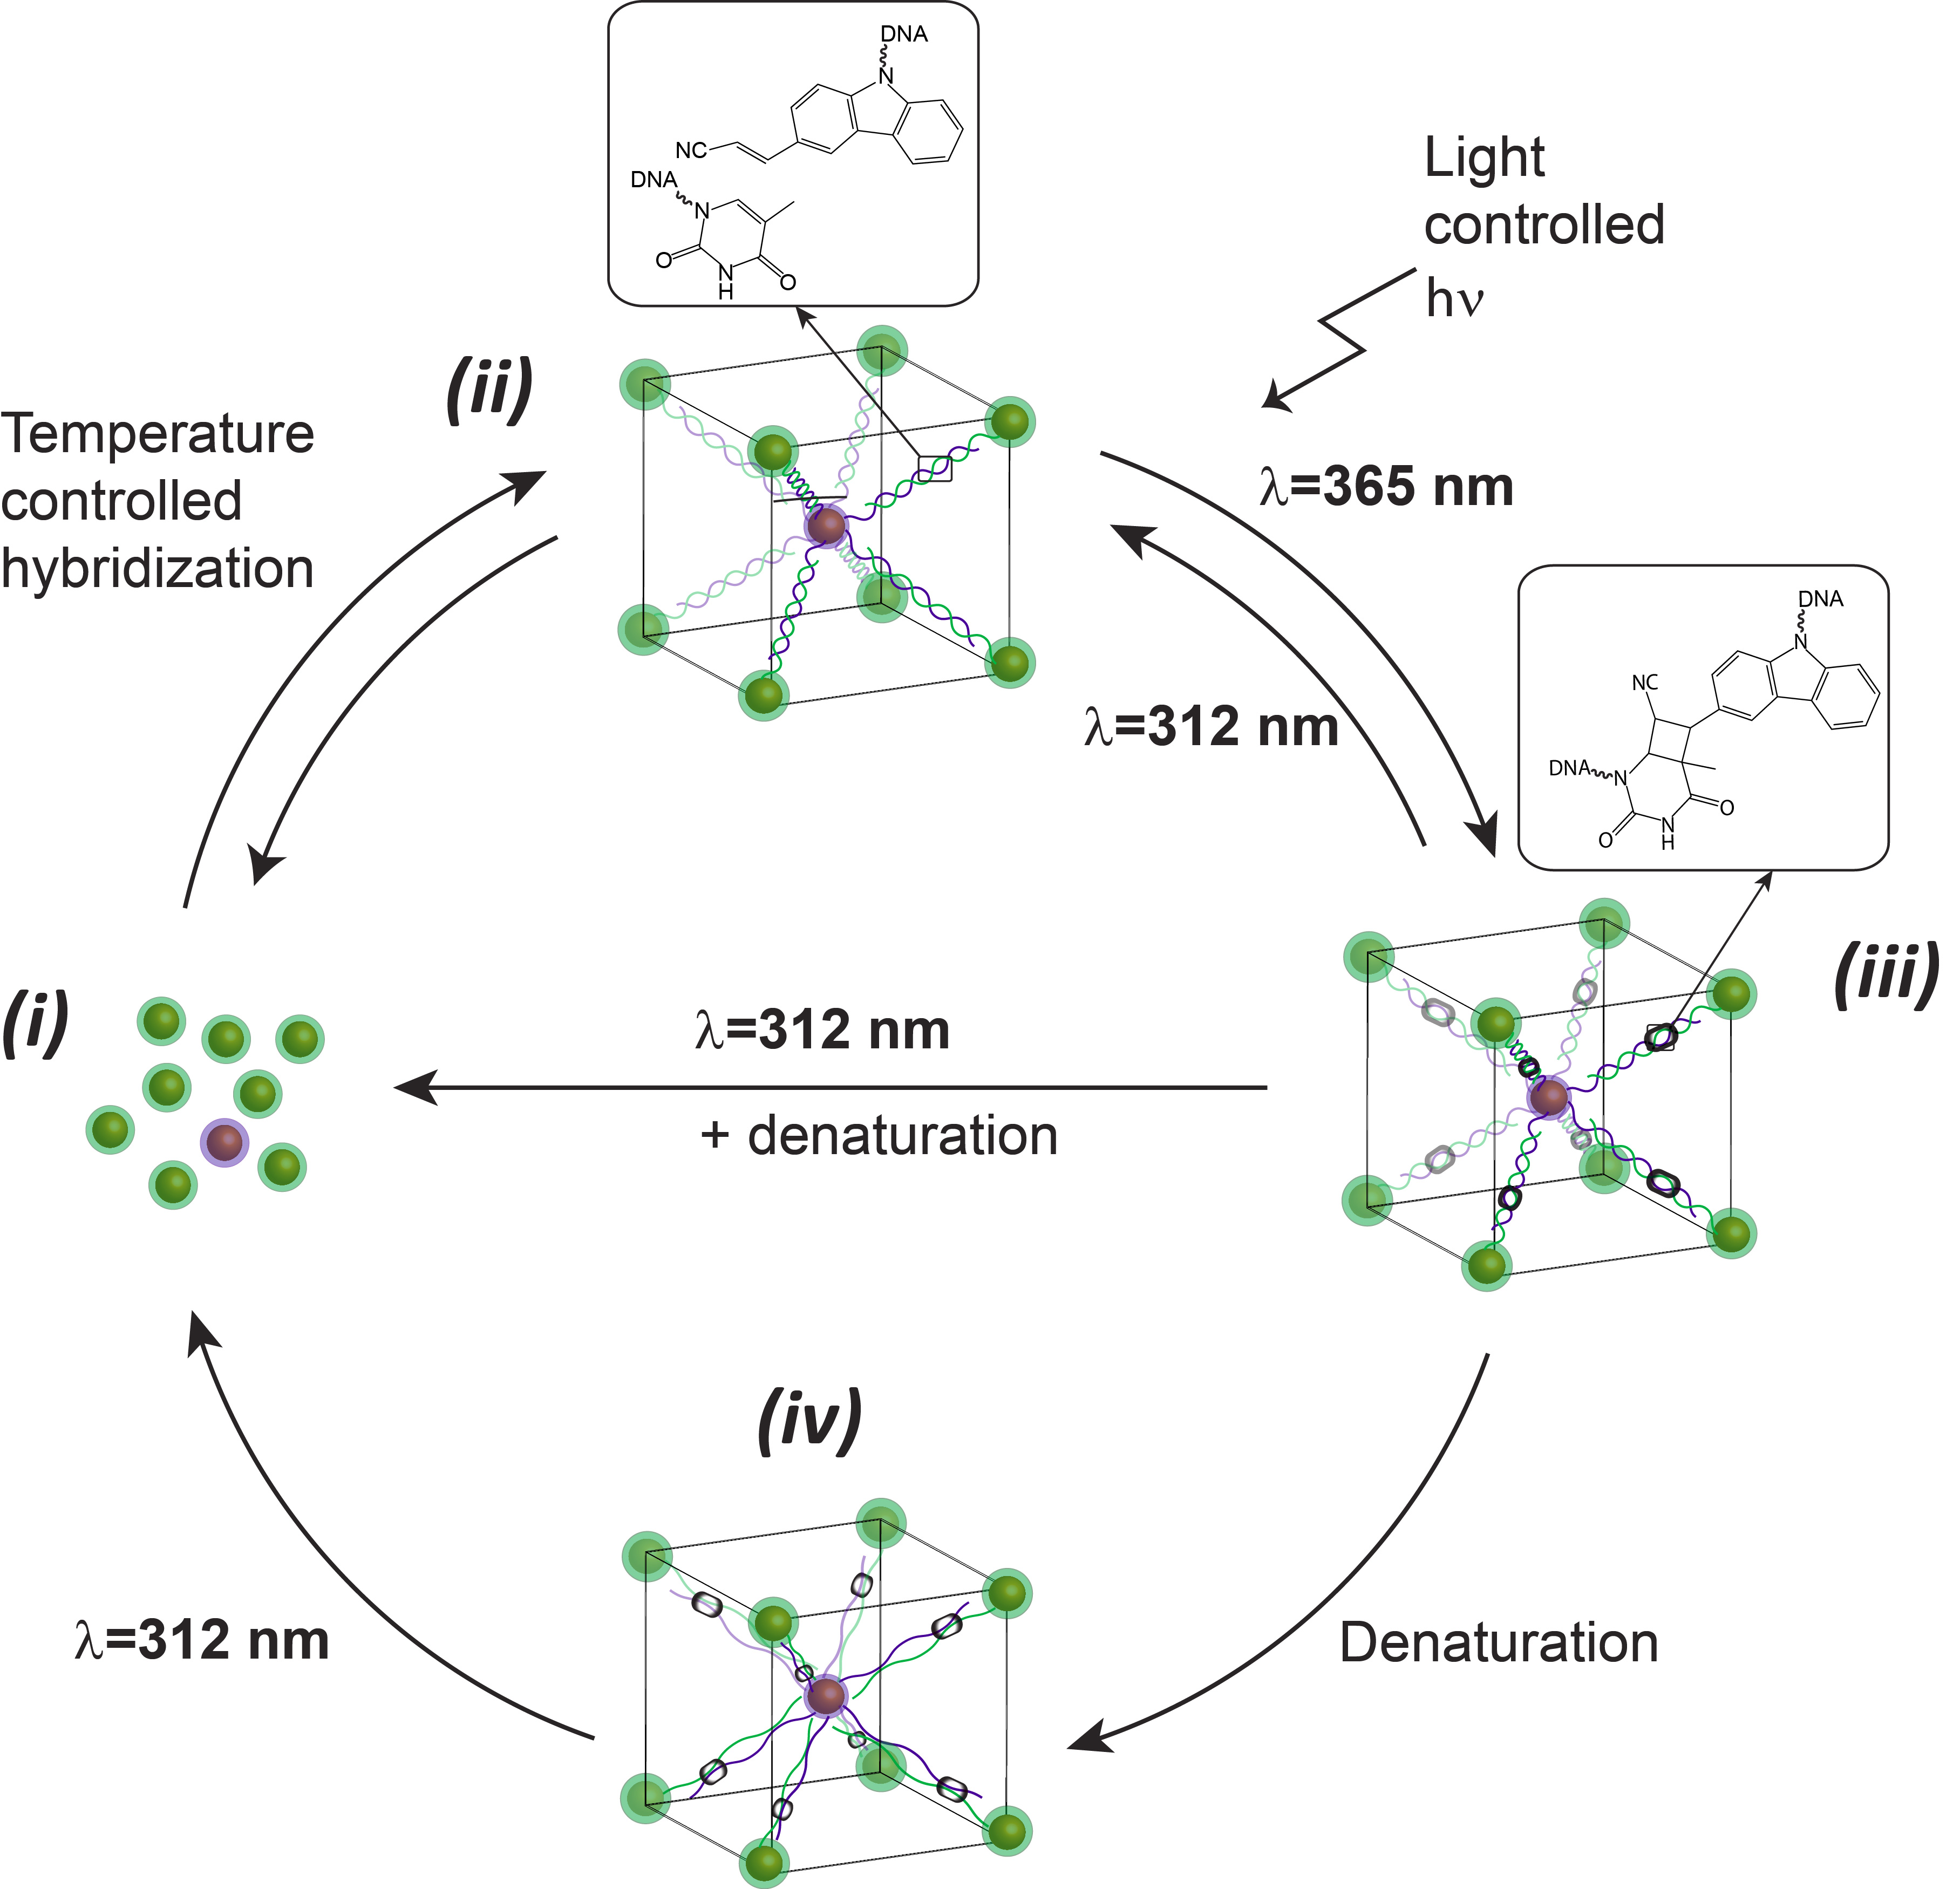 DNA
N
NC
DNA
N
O
N
H
O
Light
controlled
hν
(ii)
Temperature
controlled
hybridization
λ=365 nm
λ=312 nm
DNA
N
NC
DNA
N
O
N
H
O
(iii)
(i)
λ=312 nm
+ denaturation
(iv)
λ=312 nm
Denaturation